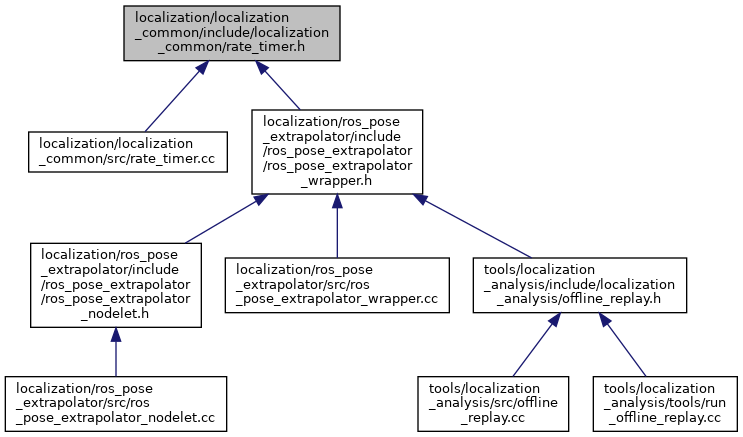 localization/localization
_common/include/localization
_common/rate_timer.h
localization/localization
_common/src/rate_timer.cc
localization/ros_pose
_extrapolator/include
/ros_pose_extrapolator
/ros_pose_extrapolator
_wrapper.h
localization/ros_pose
_extrapolator/include
/ros_pose_extrapolator
/ros_pose_extrapolator
_nodelet.h
localization/ros_pose
_extrapolator/src/ros
_pose_extrapolator_wrapper.cc
tools/localization
_analysis/include/localization
_analysis/offline_replay.h
localization/ros_pose
_extrapolator/src/ros
_pose_extrapolator_nodelet.cc
tools/localization
_analysis/src/offline
_replay.cc
tools/localization
_analysis/tools/run
_offline_replay.cc